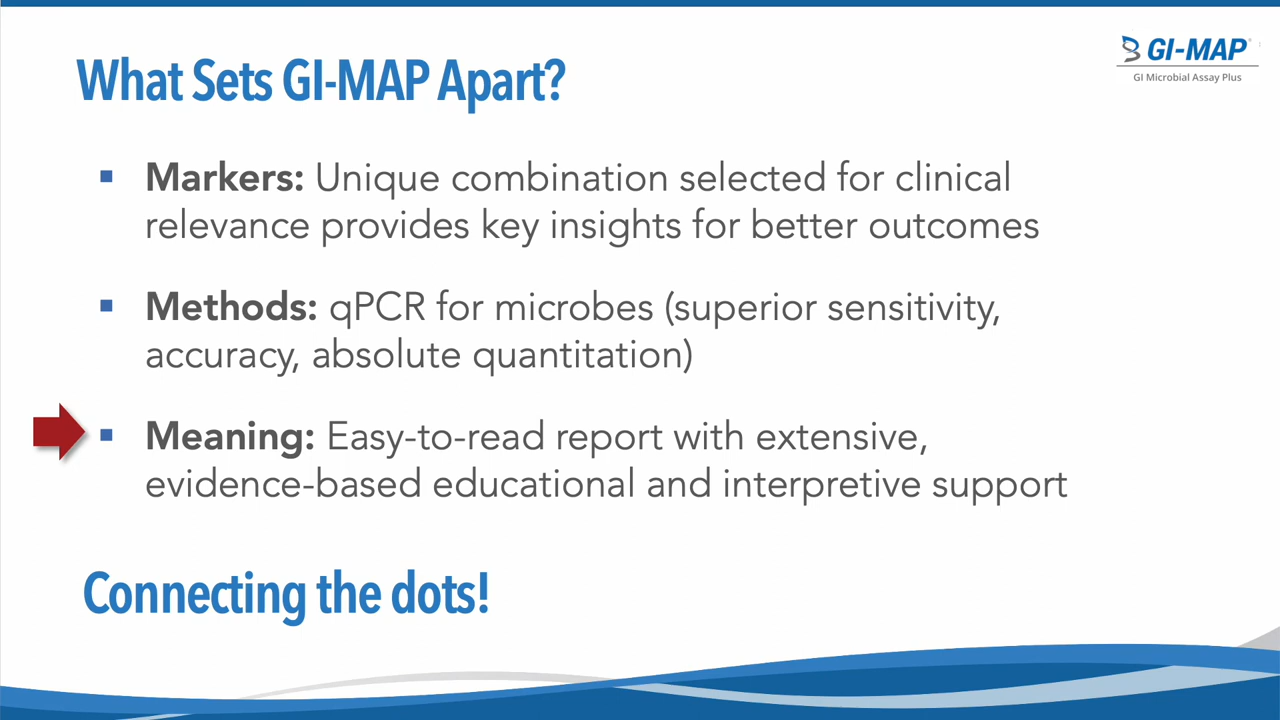 What Sets GI-MAP Apart?
GI-MAP®
GI Microbial Assay Plus
▪ Markers: Unique combination selected for clinical
relevance provides key insights for better outcomes
▪ Methods: qPCR for microbes (superior sensitivity,
accuracy, absolute quantitation)
▪ Meaning: Easy-to-read report with extensive,
evidence-based educational and interpretive support
Connecting the dots!